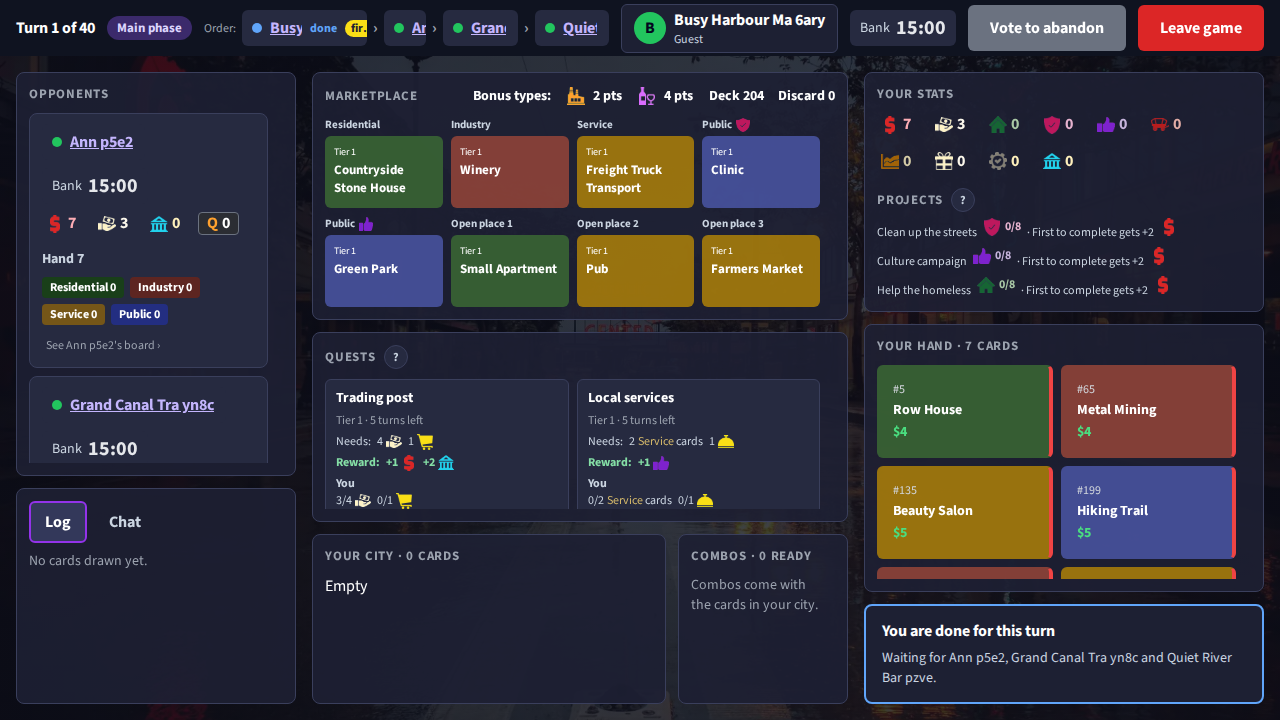 Turn 1 of 40
Main phase
Order:
Busy
done
fir.
›
Ar
›
Gran
›
Quiet
B
Busy Harbour Ma 6ary
Guest
Bank 15:00
Vote to abandon
Leave game
OPPONENTS
Ann p5e2
Bank 15:00
7 3 0 Q 0
Hand 7
Residential 0 Industry 0
Service 0 Public 0
See Ann p5e2's board ›
Grand Canal Tra yn8c
Bank 15:00
Log Chat
No cards drawn yet.
MARKETPLACE
Bonus types: 2 pts 4 pts Deck 204 Discard 0
Residential Industry Service Public
Tier 1
Countryside
Stone House
Tier 1
Winery
Tier 1
Freight Truck
Transport
Tier 1
Clinic
Public Open place 1 Open place 2 Open place 3
Tier 1
Green Park
Tier 1
Small Apartment
Tier 1
Pub
Tier 1
Farmers Market
QUESTS ?
Trading post
Tier 1 · 5 turns left
Needs: 4 1
Reward: +1 +2
You
3/4 0/1
Local services
Tier 1 · 5 turns left
Needs: 2 Service cards 1
Reward: +1
You
0/2 Service cards 0/1
YOUR CITY · 0 CARDS
Empty
COMBOS · 0 READY
Combos come with
the cards in your city.
YOUR STATS
7 3 0 0 0 0
0 0 0 0
PROJECTS ?
Clean up the streets 0/8 · First to complete gets +2
Culture campaign 0/8 · First to complete gets +2
Help the homeless 0/8 · First to complete gets +2
YOUR HAND · 7 CARDS
#5
Row House
$4
#65
Metal Mining
$4
#135
Beauty Salon
$5
#199
Hiking Trail
$5
You are done for this turn
Waiting for Ann p5e2, Grand Canal Tra yn8c and Quiet River
Bar pzve.